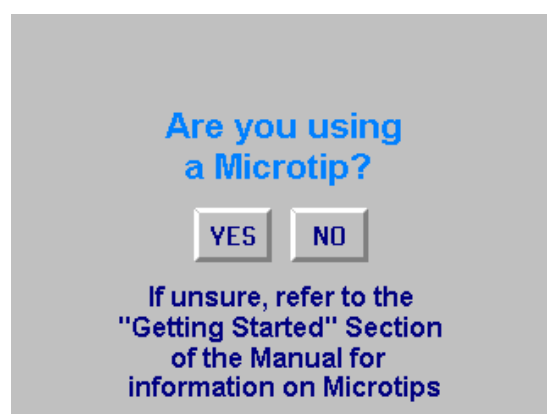 Are you using
a Microtip?
YES NO
If unsure, refer to the
"Getting Started" Section
of the Manual for
information on Microtips